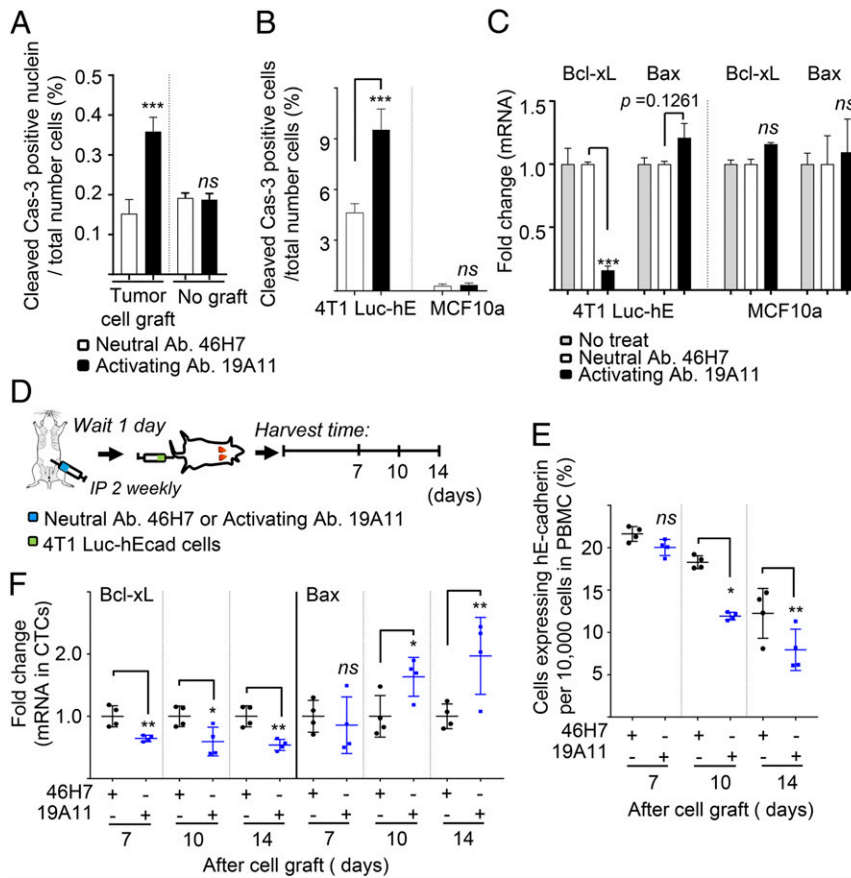 A
Cleaved Cas-3 positive nuclein
/ total number cells (%)
0.5
0.4
0.3
0.2
0.1
***
ns
Tumor
cell graft
No graft
Neutral Ab. 46H7
Activating Ab. 19A11
B
Cleaved Cas-3 positive cells
/total number cells (%)
9
6
3
***
ns
4T1 Luc-hE
MCF10a
C
Fold change (mRNA)
1.5
1.0
0.5
Bcl-xL
Bax
Bcl-xL
Bax
p =0.1261
***
ns
ns
4T1 Luc-hE
MCF10a
No treat
Neutral Ab. 46H7
Activating Ab. 19A11
D
Wait 1 day
Harvest time:
IP 2 weekly
7
10
14
(days)
Neutral Ab. 46H7 or Activating Ab. 19A11
4T1 Luc-hEcad cells
E
Cells expressing hE-cadherin
per 10,000 cells in PBMC (%)
20
15
10
5
ns
*
**
46H7 + - + - + -
19A11 - + - + - +
7 10 14
After cell graft ( days)
F
Fold change
(mRNA in CTCs)
2.0
1.0
Bcl-xL
Bax
**
*
**
ns
*
**
46H7 + - + - + - + - + - + -
19A11 - + - + - + - + - + - +
7 10 14 7 10 14
After cell graft ( days)